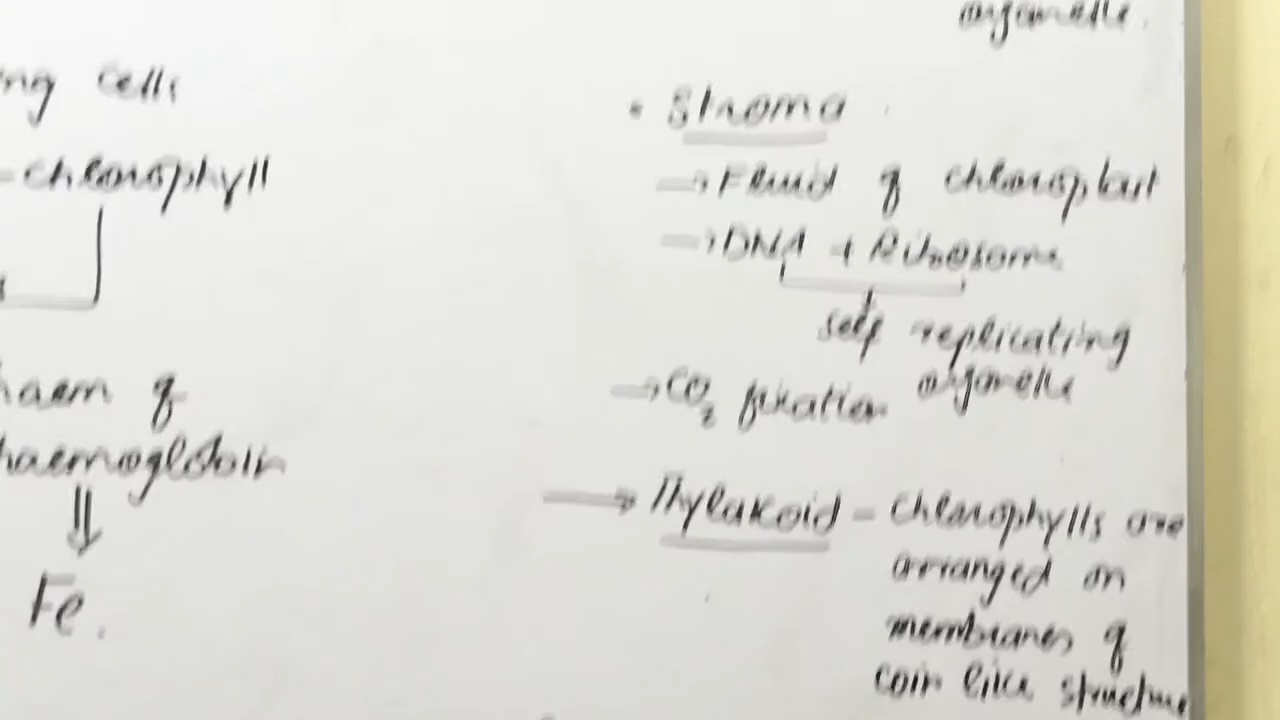 organelle.
ng cells
- chlorophyll
haem of
haemoglobin
Fe.
• Stroma
→ Fluid of chloroplast
→ DNA + Ribosome
self replicating
organelle
→ CO2 fixation
→ Thylakoid - chlorophylls are
arranged on
membranes of
coin like structure